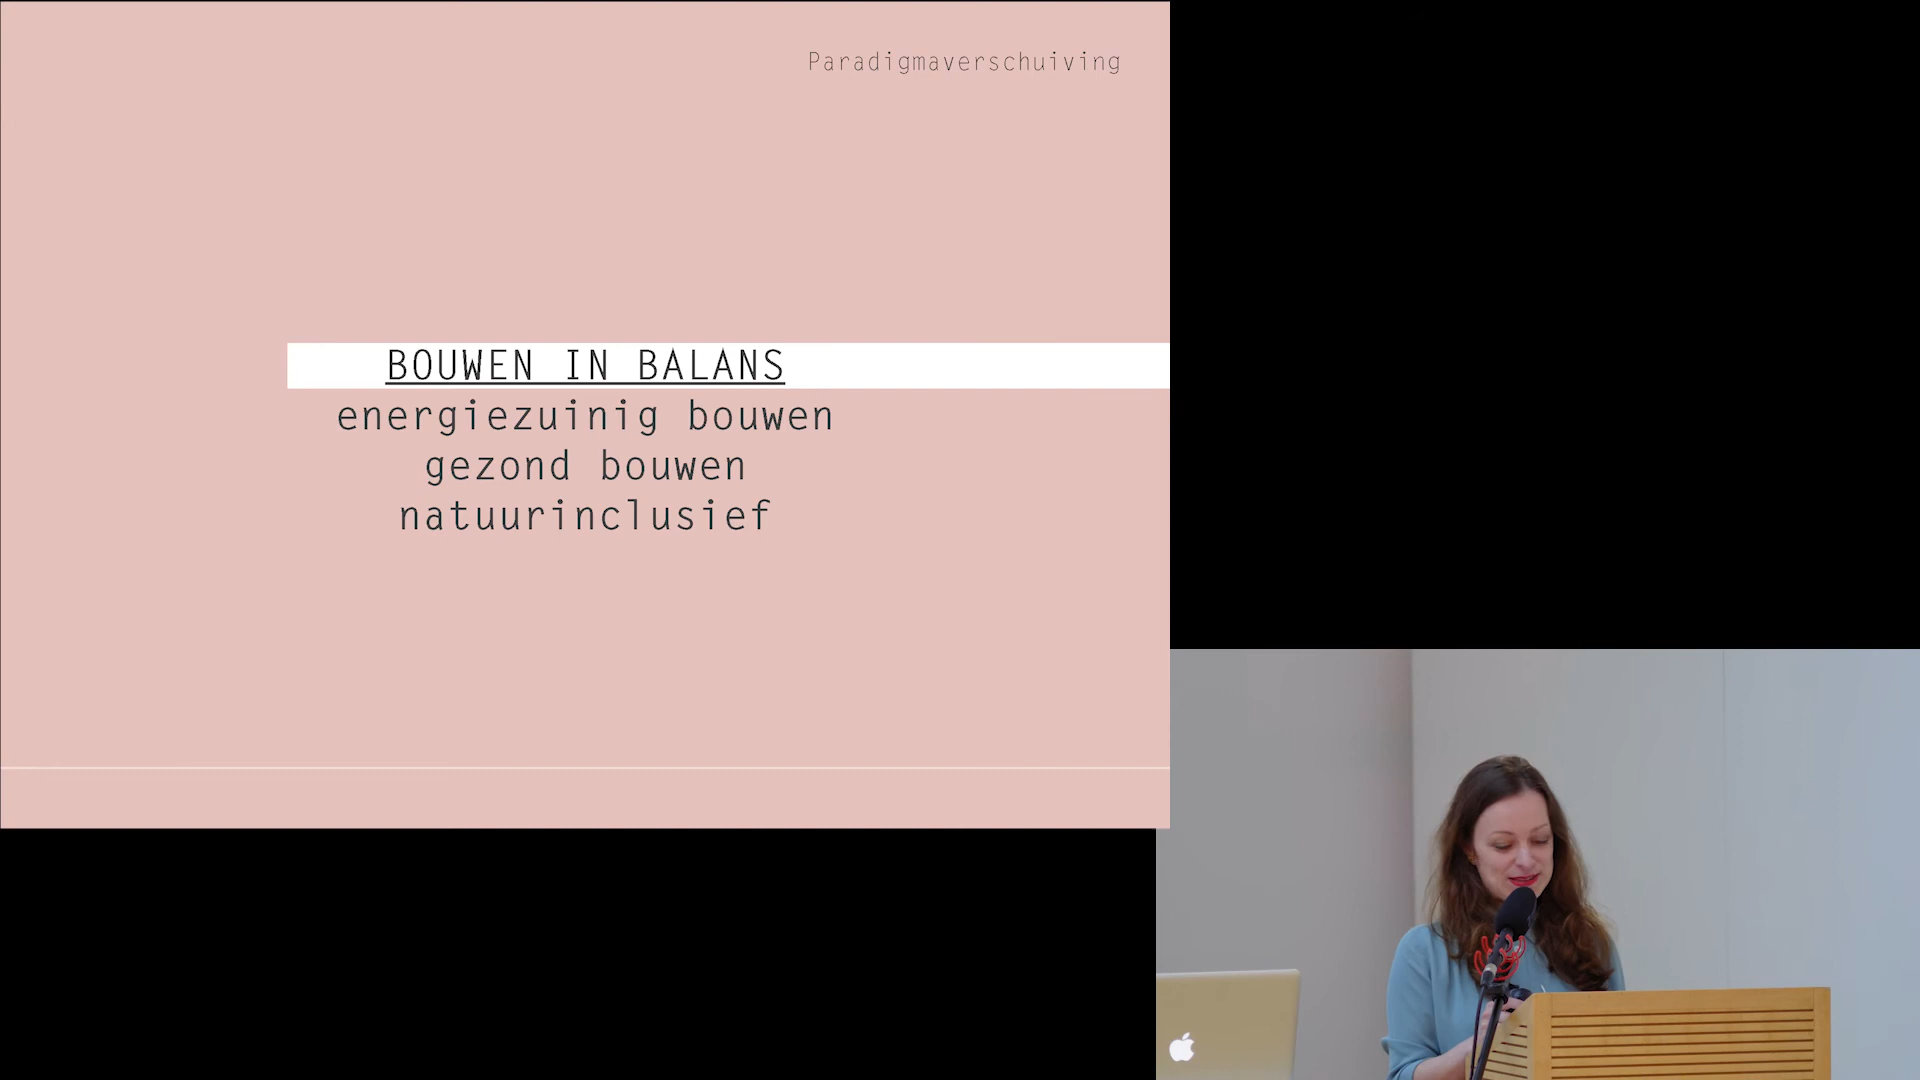 Paradigmaverschuiving
BOUWEN IN BALANS
energiezuinig bouwen
gezond bouwen
natuurinclusief